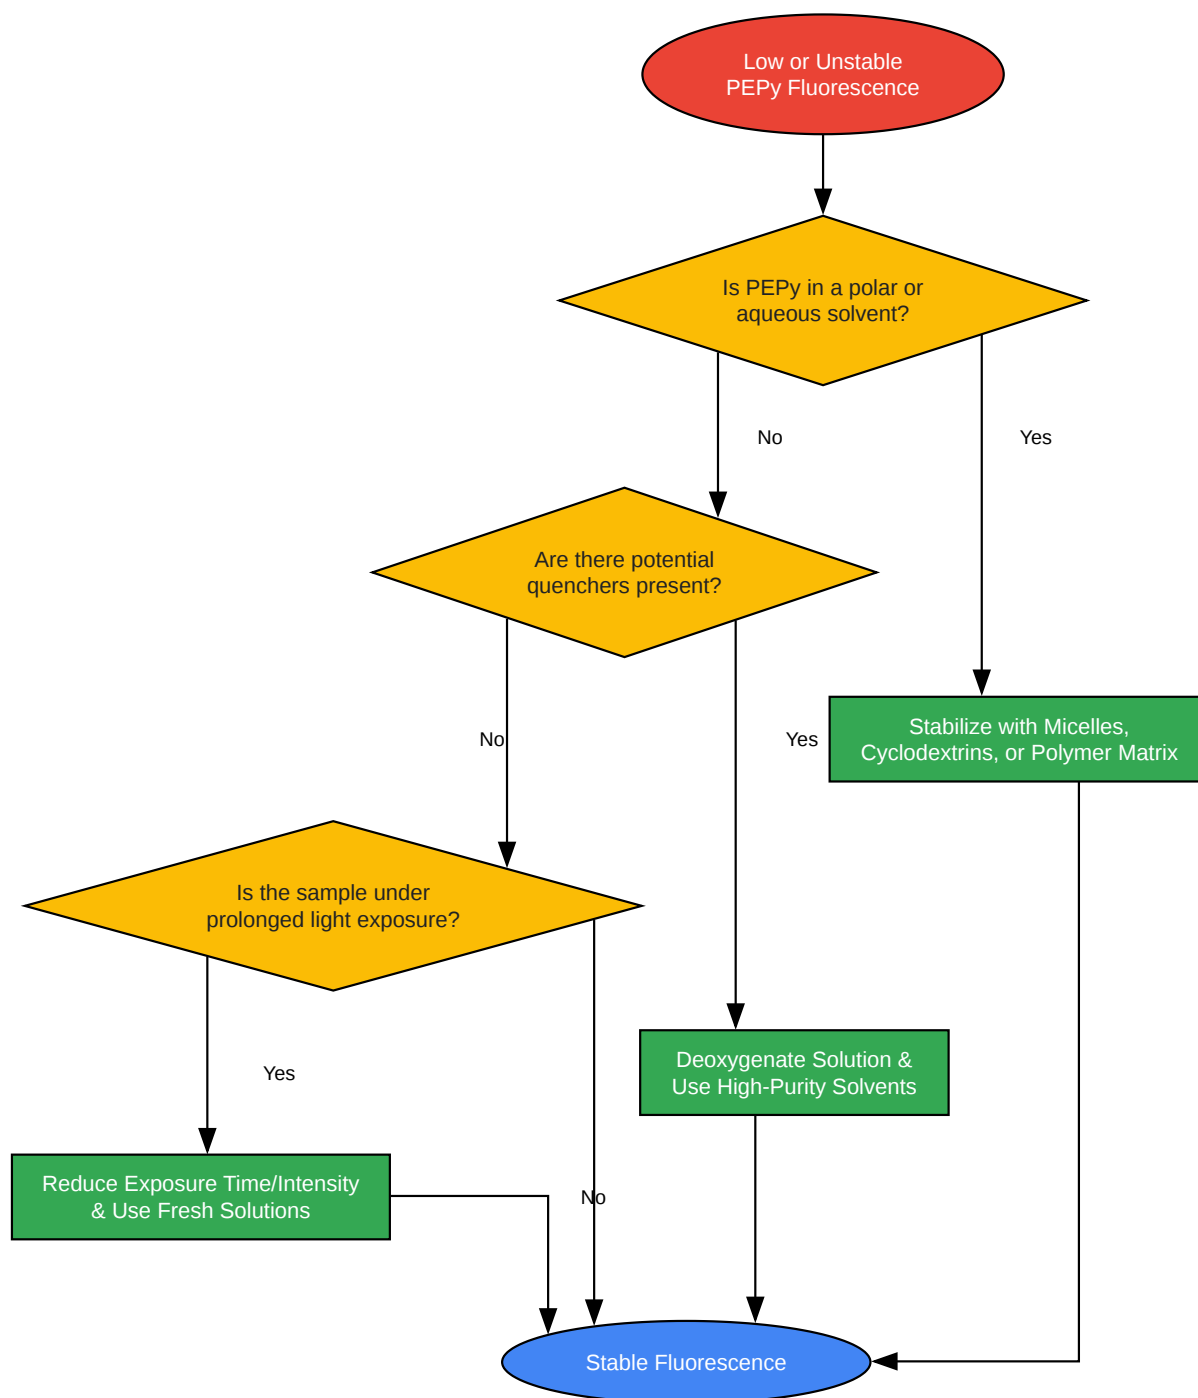 Low or Unstable
PEPy Fluorescence
Is PEPy in a polar or
aqueous solvent?
No
Yes
Are there potential
quenchers present?
Stabilize with Micelles,
Cyclodextrins, or Polymer Matrix
No
Yes
Is the sample under
prolonged light exposure?
Deoxygenate Solution &
Use High-Purity Solvents
Yes
Reduce Exposure Time/Intensity
& Use Fresh Solutions
No
Stable Fluorescence